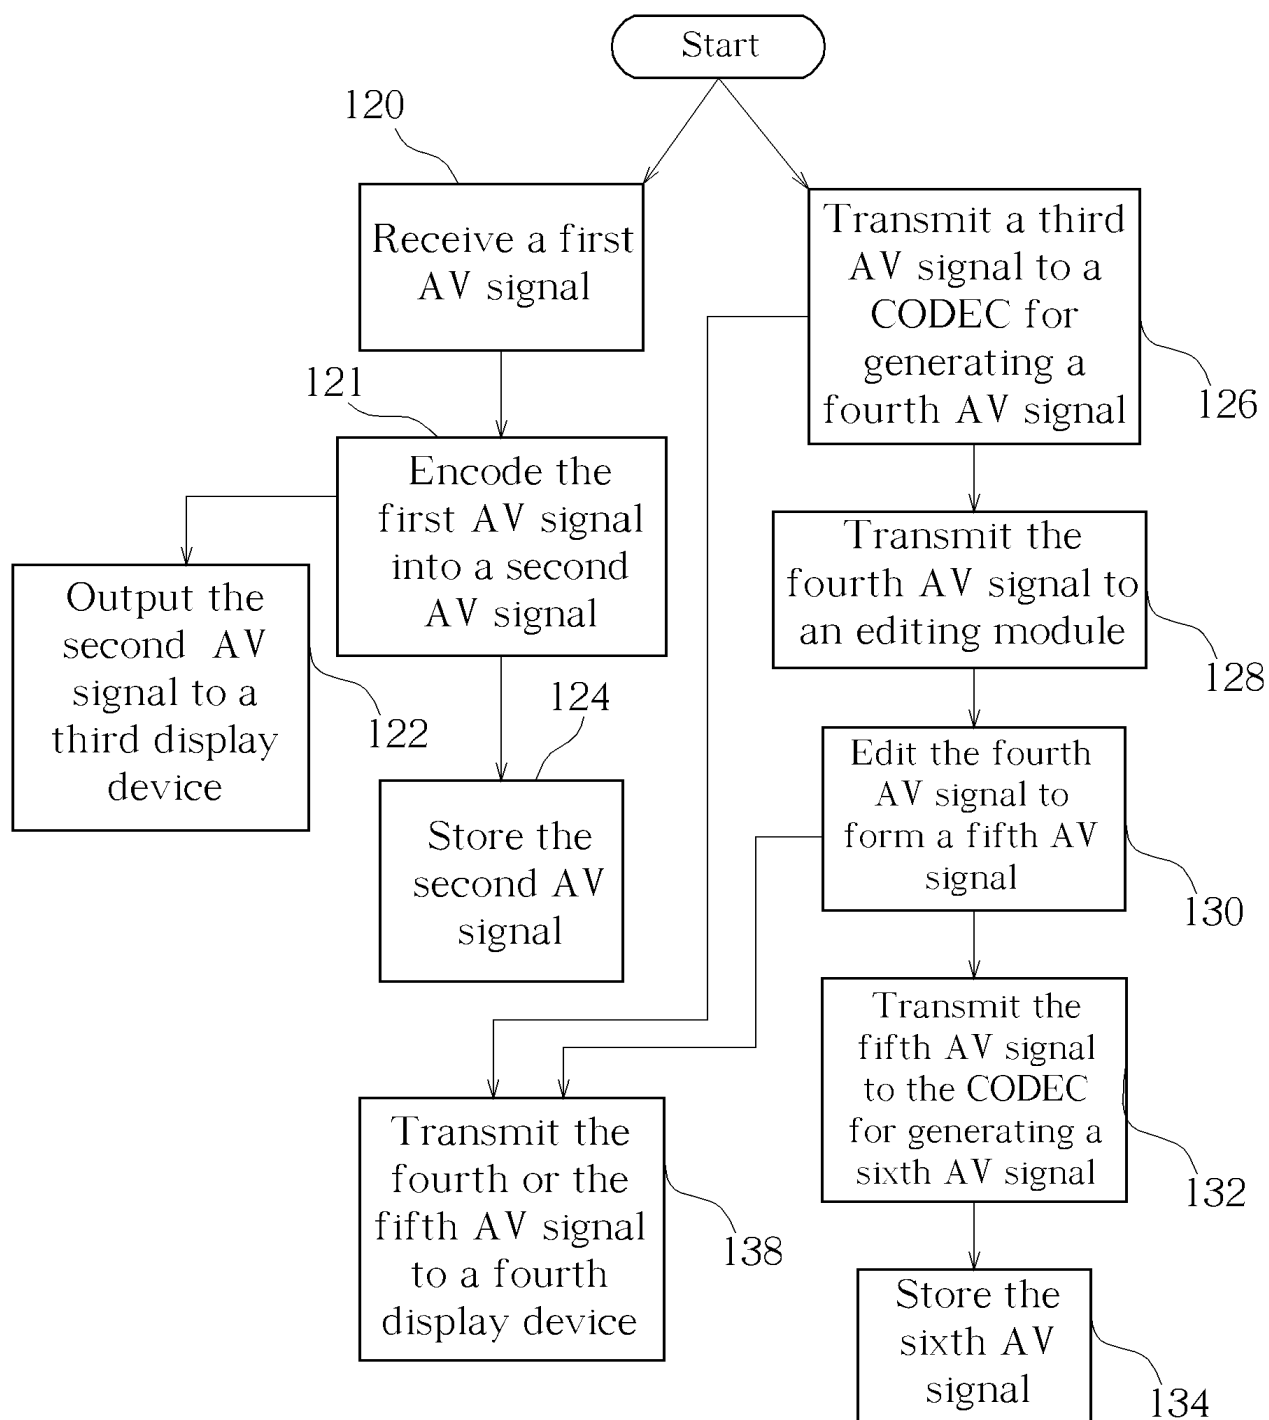 Start
120
Receive a first
AV signal
Transmit a third
AV signal to a
CODEC for
generating a
fourth AV signal
126
121
Encode the
first AV signal
into a second
AV signal
Transmit the
fourth AV signal to
an editing module
128
Output the
second AV
signal to a
third display
device
122
124
Store the
second AV
signal
Edit the fourth
AV signal to
form a fifth AV
signal
130
Transmit the
fifth AV signal
to the CODEC
for generating a
sixth AV signal
132
Transmit the
fourth or the
fifth AV signal
to a fourth
display device
138
Store the
sixth AV
signal
134